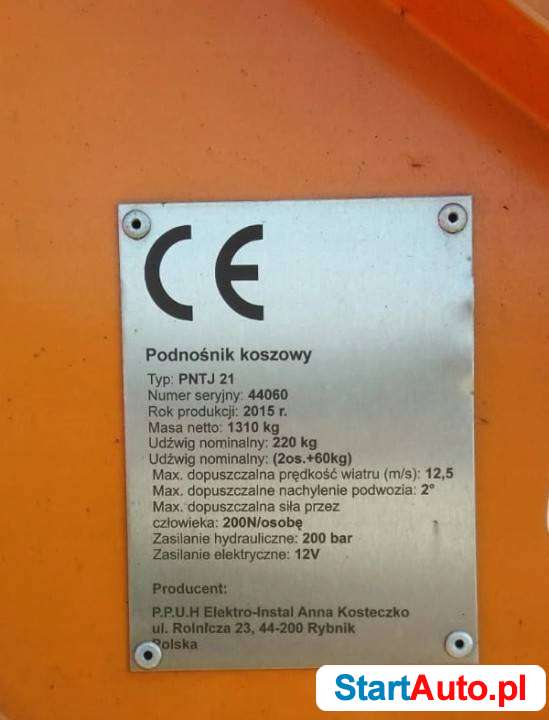 CE
Podnośnik koszowy
Typ: PNTJ 21
Numer seryjny: 44060
Rok produkcji: 2015 r.
Masa netto: 1310 kg
Udźwig nominalny: 220 kg
Udźwig nominalny: (2os.+60kg)
Max. dopuszczalna prędkość wiatru (m/s): 12,5
Max. dopuszczalne nachylenie podwozia: 2°
Max. dopuszczalna siła przez
człowieka: 200N/osobę
Zasilanie hydrauliczne: 200 bar
Zasilanie elektryczne: 12V
Producent:
P.P.U.H Elektro-Instal Anna Kosteczko
ul. Rolnicza 23, 44-200 Rybnik
Polska
StartAuto.pl